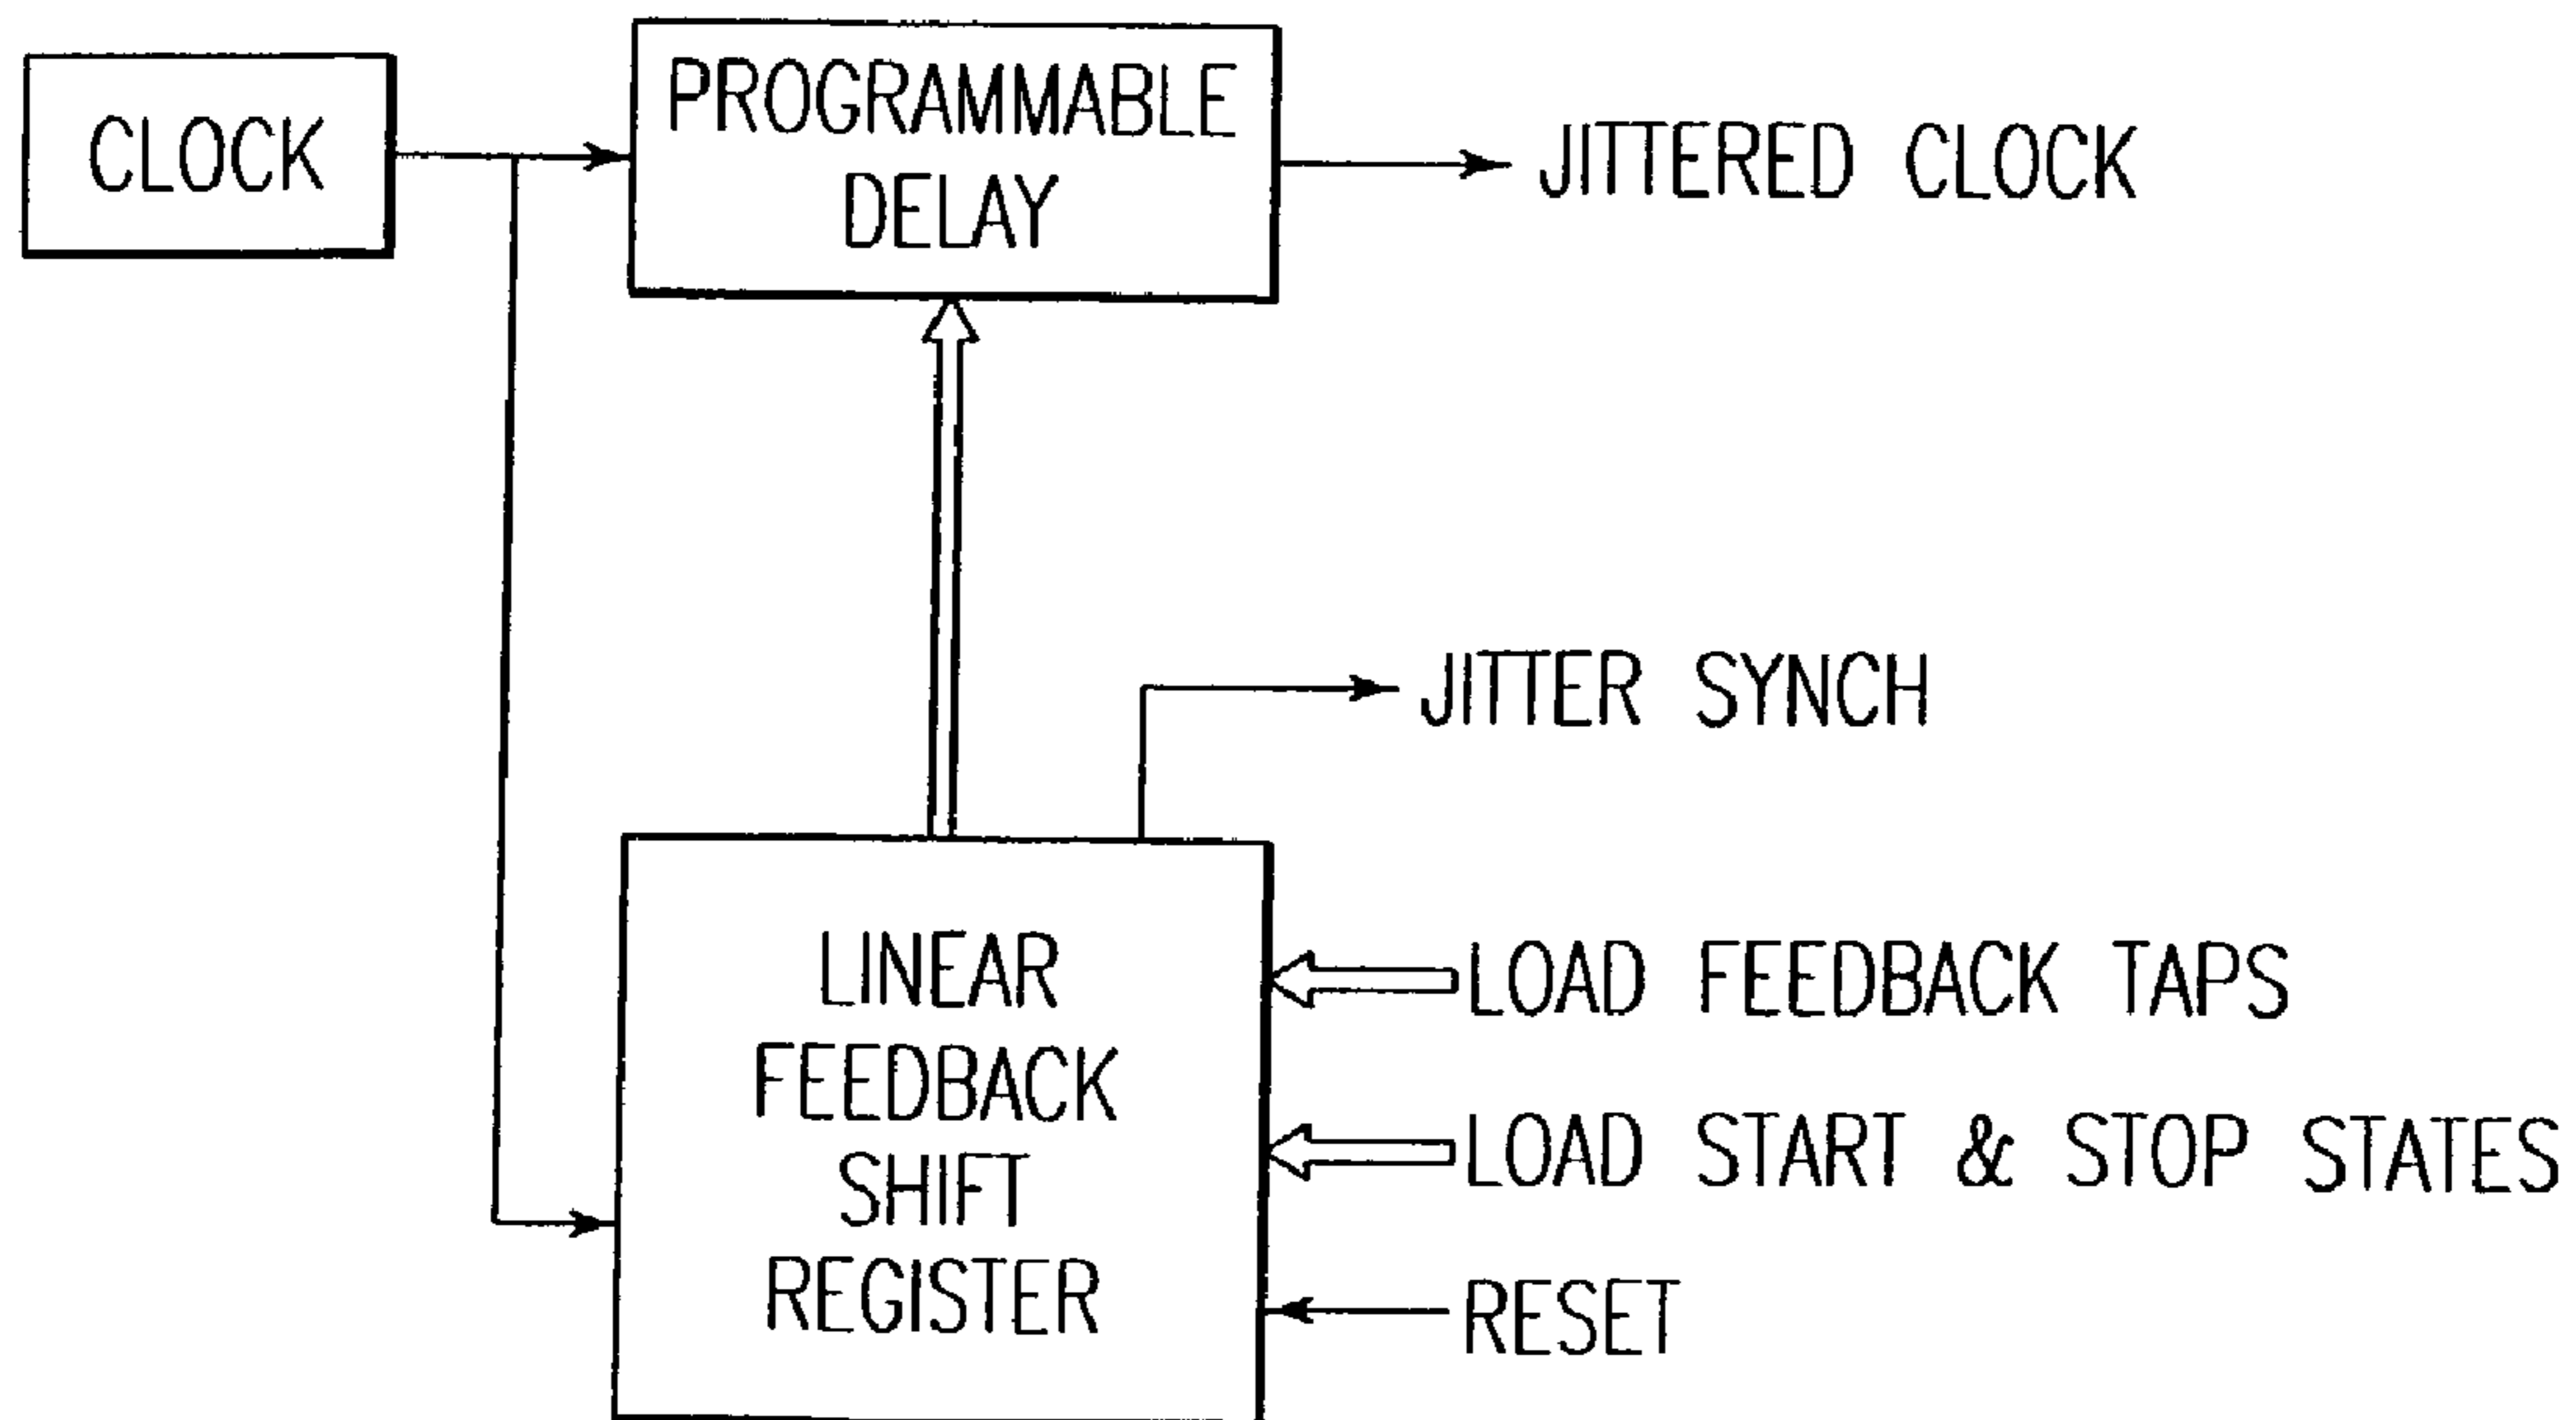 CLOCK
PROGRAMMABLE
DELAY
JITTERED CLOCK
JITTER SYNCH
LINEAR
FEEDBACK
SHIFT
REGISTER
LOAD FEEDBACK TAPS
LOAD START & STOP STATES
RESET